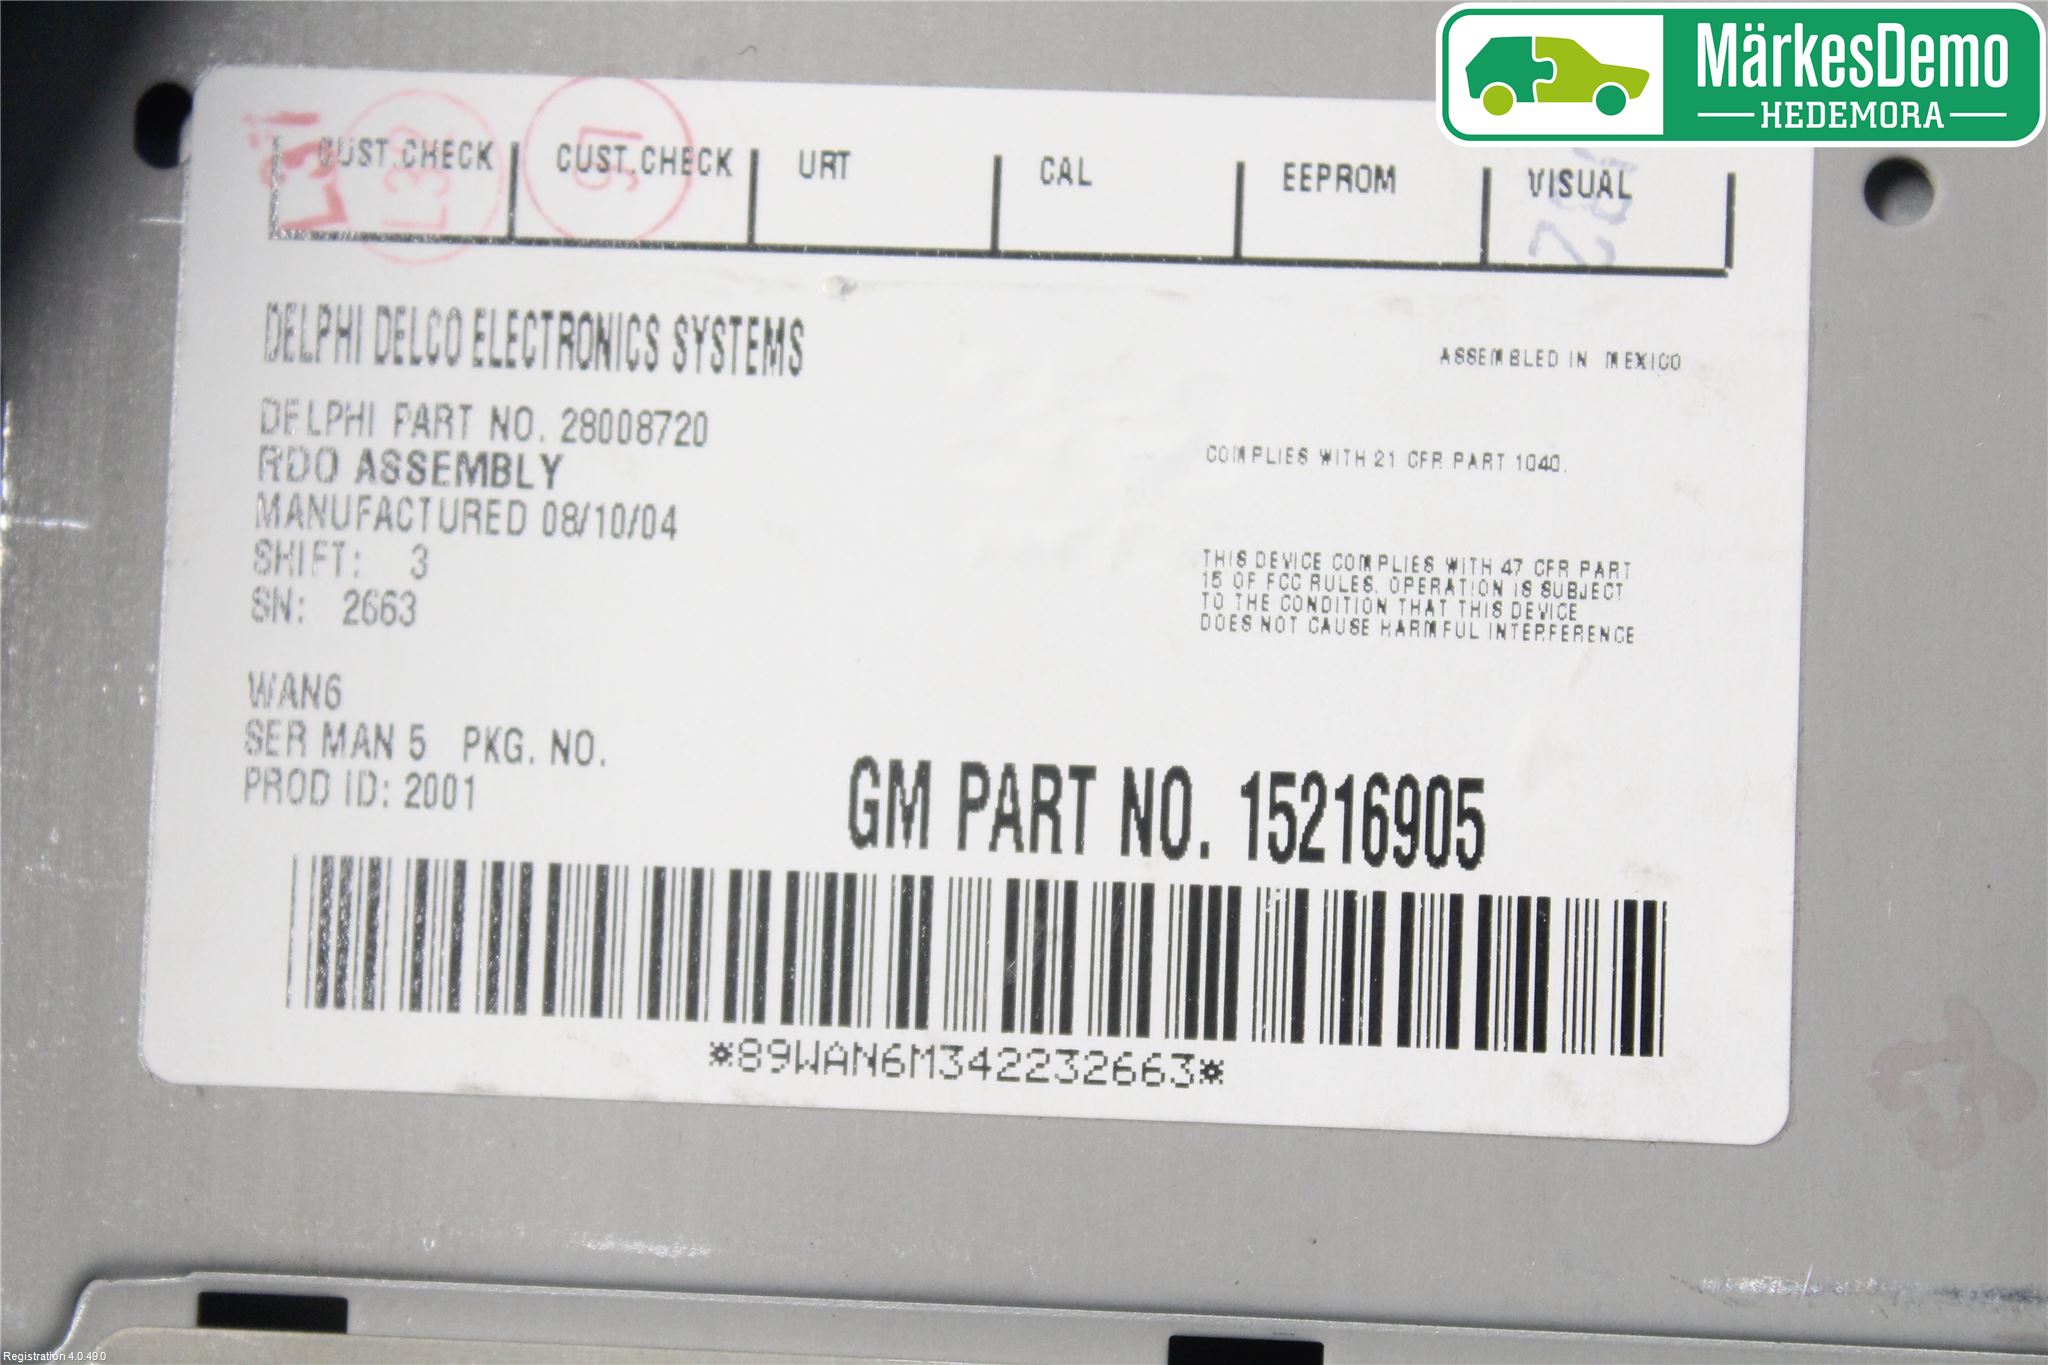 MärkesDemo
HEDEMORA
CUST.CHECK CUST.CHECK URT CAL EEPROM VISUAL
L32
DELPHI DELCO ELECTRONICS SYSTEMS
ASSEMBLED IN MEXICO
DELPHI PART NO. 28008720
RDO ASSEMBLY
MANUFACTURED 08/10/04
SHIFT: 3
SN: 2663
COMPLIES WITH 21 CFR PART 1040.
THIS DEVICE COMPLIES WITH 47 CFR PART
15 OF FCC RULES. OPERATION IS SUBJECT
TO THE CONDITION THAT THIS DEVICE
DOES NOT CAUSE HARMFUL INTERFERENCE
WAN6
SER MAN 5 PKG. NO.
PROD ID: 2001
GM PART NO. 15216905
*89WAN6M342232663*
Registration 4.0.49.0